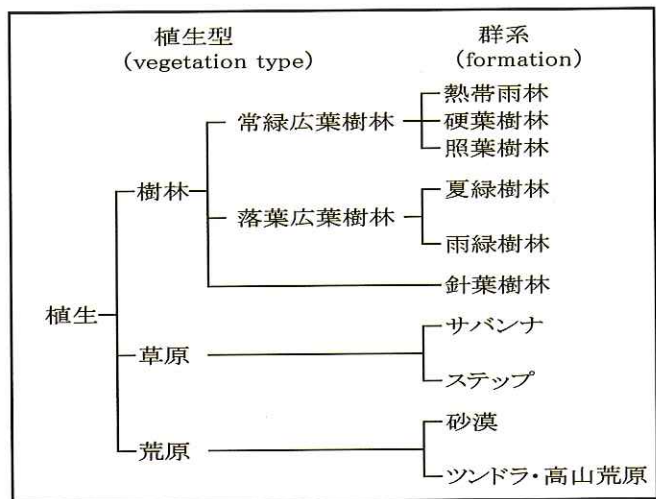 植生型 群系
(vegetation type) (formation)
熱帯雨林
常緑広葉樹林 硬葉樹林
照葉樹林
樹林 夏緑樹林
落葉広葉樹林
雨緑樹林
針葉樹林
植生
サバンナ
草原
ステップ
砂漠
荒原
ツンドラ・高山荒原